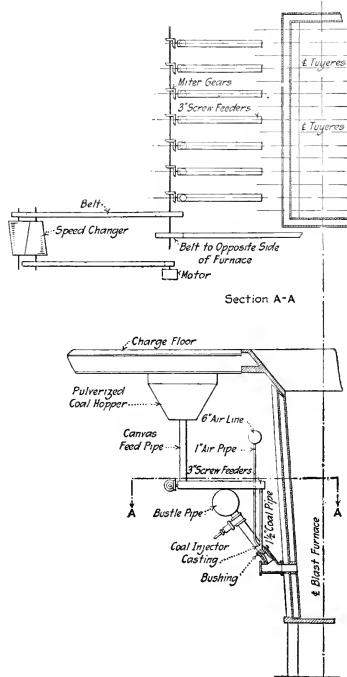 ℄ Tuyeres
Miter Gears
3" Screw Feeders
℄ Tuyeres
Belt
Speed Changer
Belt to Opposite Side
of Furnace
Motor
Section A-A
Charge Floor
Pulverized
Coal Hopper
6" Air Line
Canvas
Feed Pipe
1" Air Pipe
3" Screw Feeders
A
A
Bustle Pipe
1½" Coal Pipe
Coal Injector
Casting
Bushing
℄ Blast Furnace